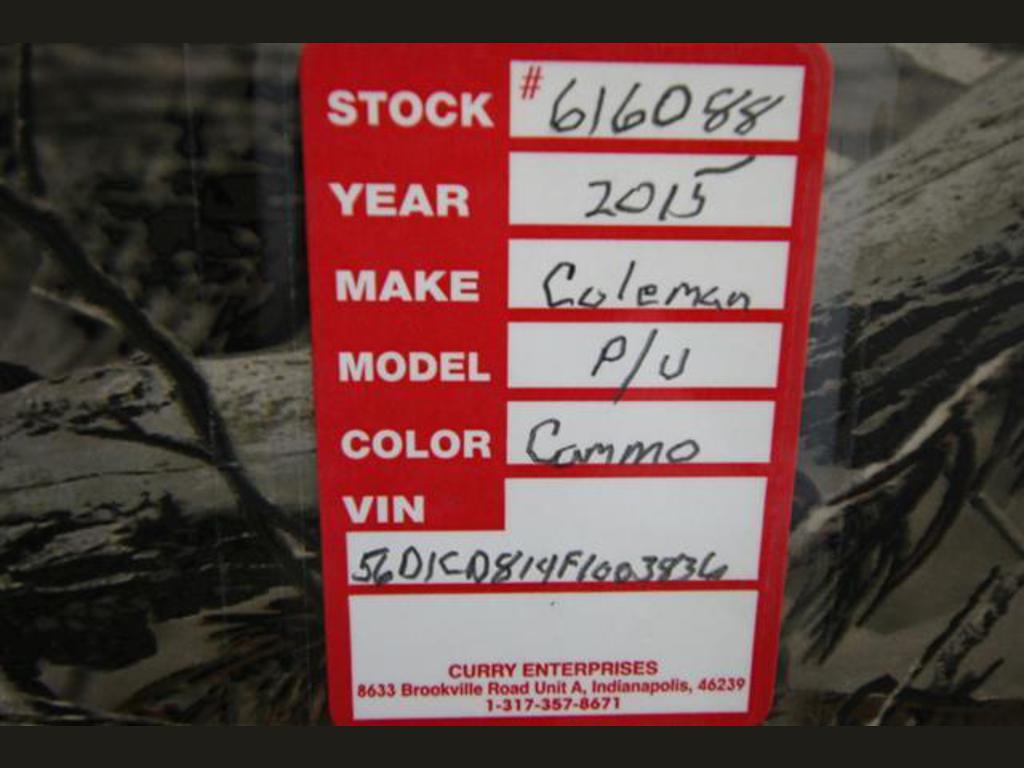 STOCK # 616088
YEAR 2015
MAKE Coleman
MODEL P/U
COLOR Cammo
VIN
56D1CD814F1003836
CURRY ENTERPRISES
8633 Brookville Road Unit A, Indianapolis, 46239
1-317-357-8671